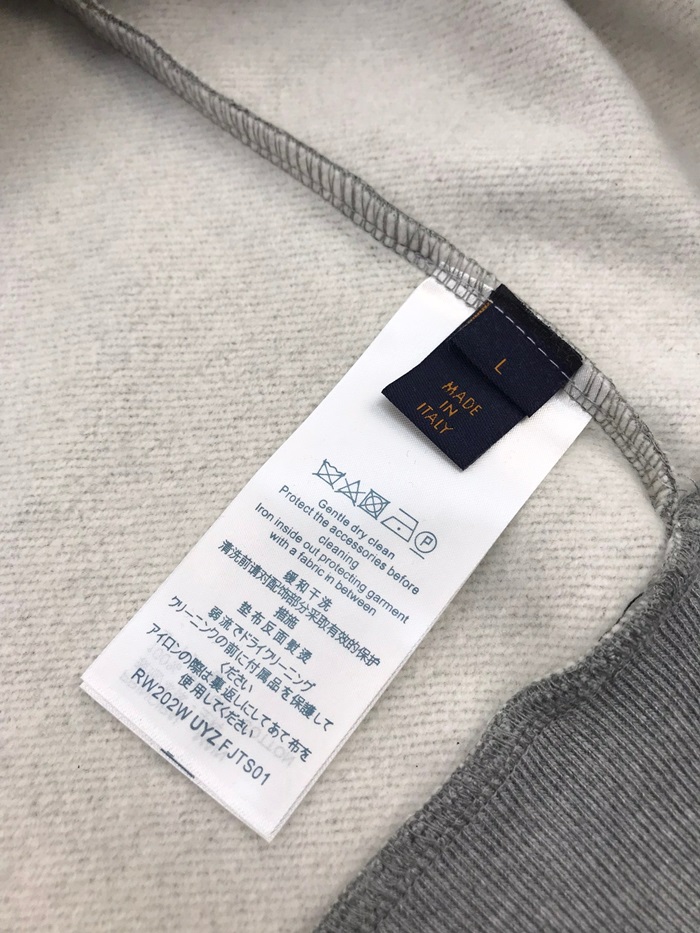 L
MADE
IN
ITALY
P
Gentle dry clean
Protect the accessories before
cleaning
Iron inside out protecting garment
with a fabric in between
缓和干洗
清洗前请对配饰部分采取有效的保护
措施
垫布反面熨烫
弱流でドライクリーニング
クリーニングの前に付属品を保護して
ください
アイロンの際は裏返しにしてあて布を
使用してください
RW202W UYZ FJTS01